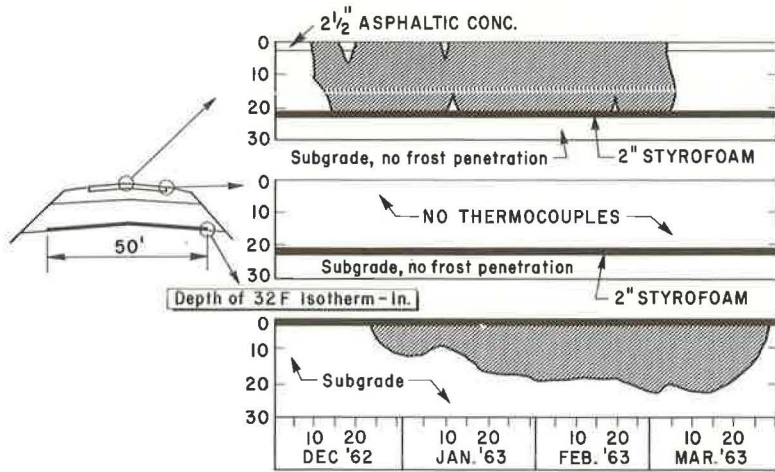 2½" ASPHALTIC CONC.
0
10
20
30
Subgrade, no frost penetration
2" STYROFOAM
0
10
20
30
NO THERMOCOUPLES
Subgrade, no frost penetration
2" STYROFOAM
50'
Depth of 32F Isotherm-In.
0
10
20
30
Subgrade
10 20 10 20 10 20 10 20
DEC '62 JAN. '63 FEB. '63 MAR. '63